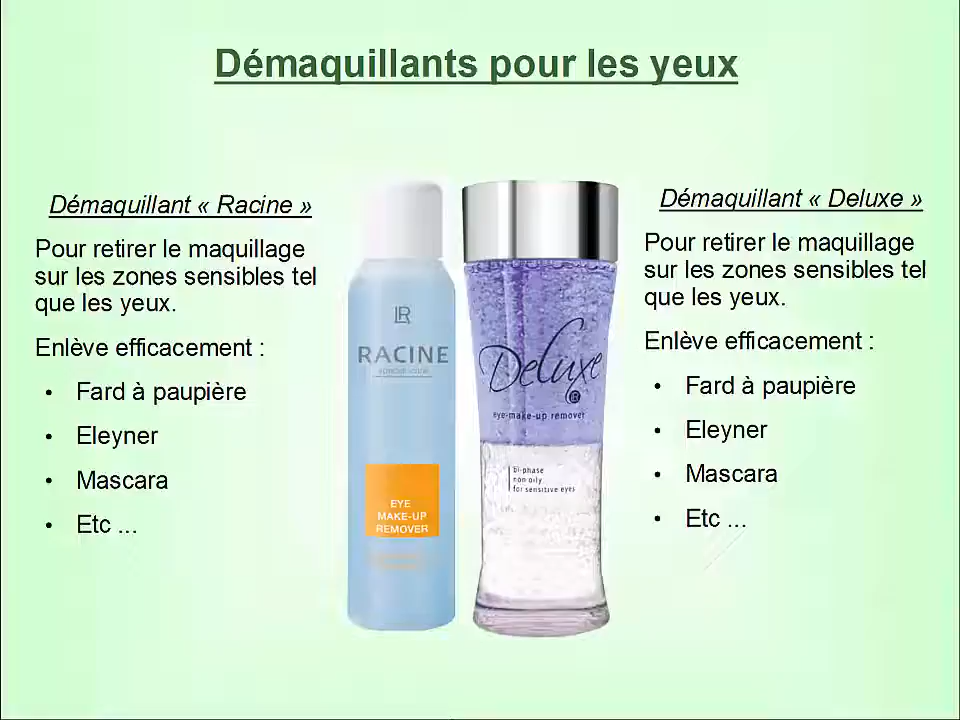 Démaquillants pour les yeux
Démaquillant « Racine »
Pour retirer le maquillage
sur les zones sensibles tel
que les yeux.
Enlève efficacement :
• Fard à paupière
• Eleyner
• Mascara
• Etc ...
LR
RACINE
EYE
MAKE-UP
REMOVER
Deluxe
LR
eye-make-up remover
bi-phase
non oily
for sensitive eyes
Démaquillant « Deluxe »
Pour retirer le maquillage
sur les zones sensibles tel
que les yeux.
Enlève efficacement :
• Fard à paupière
• Eleyner
• Mascara
• Etc ...